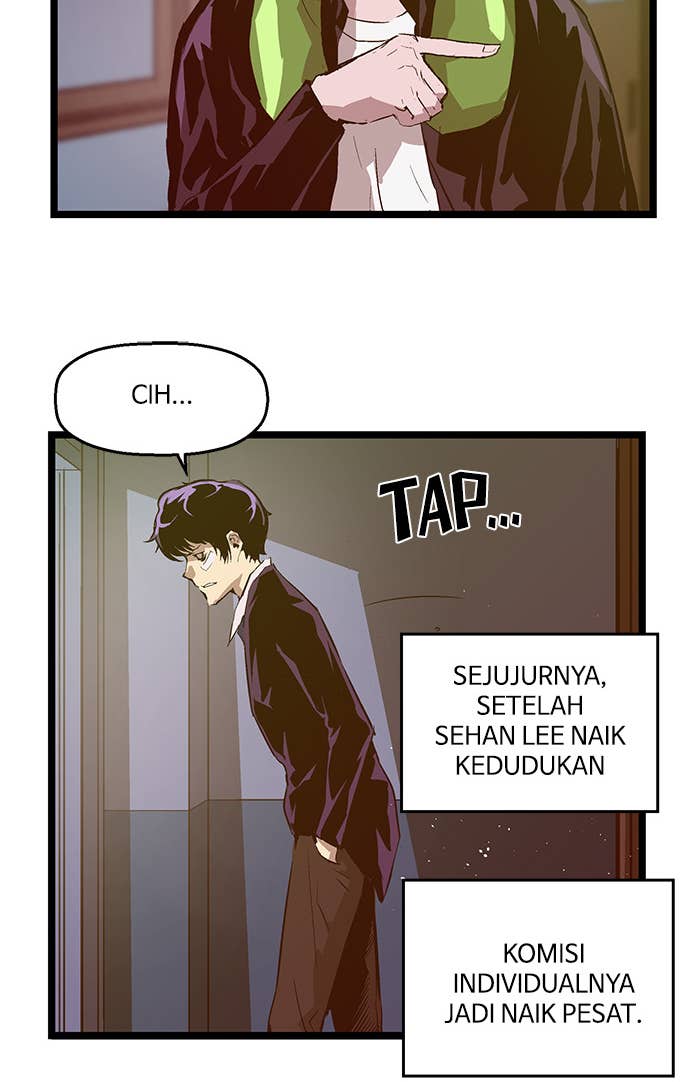 CIH...
TAP...
SEJUJURNYA,
SETELAH
SEHAN LEE NAIK
KEDUDUKAN
KOMISI
INDIVIDUALNYA
JADI NAIK PESAT.